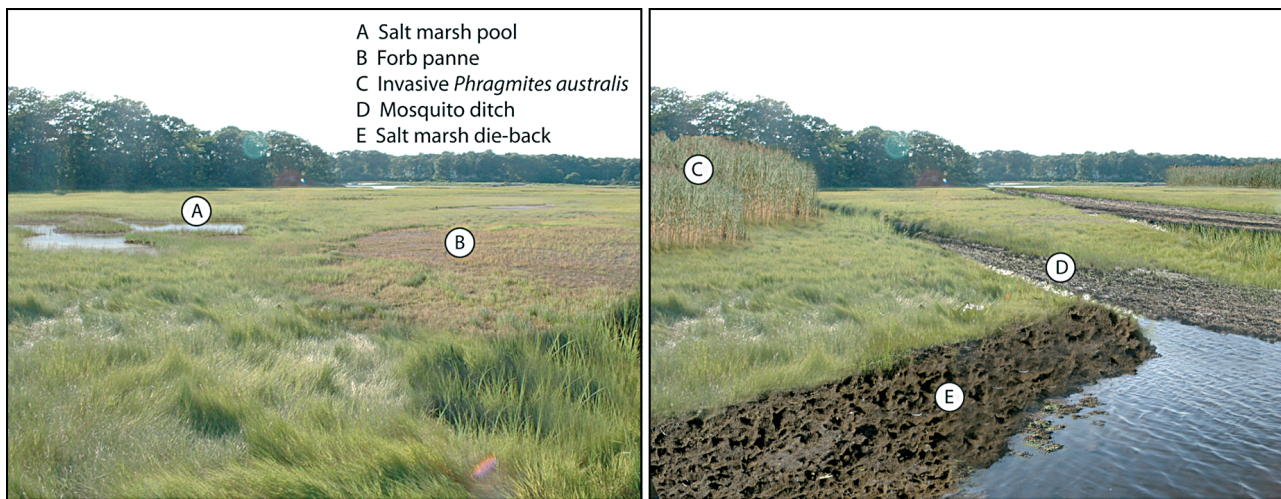 A Salt marsh pool
B Forb panne
C Invasive Phragmites australis
D Mosquito ditch
E Salt marsh die-back
A
B
C
D
E